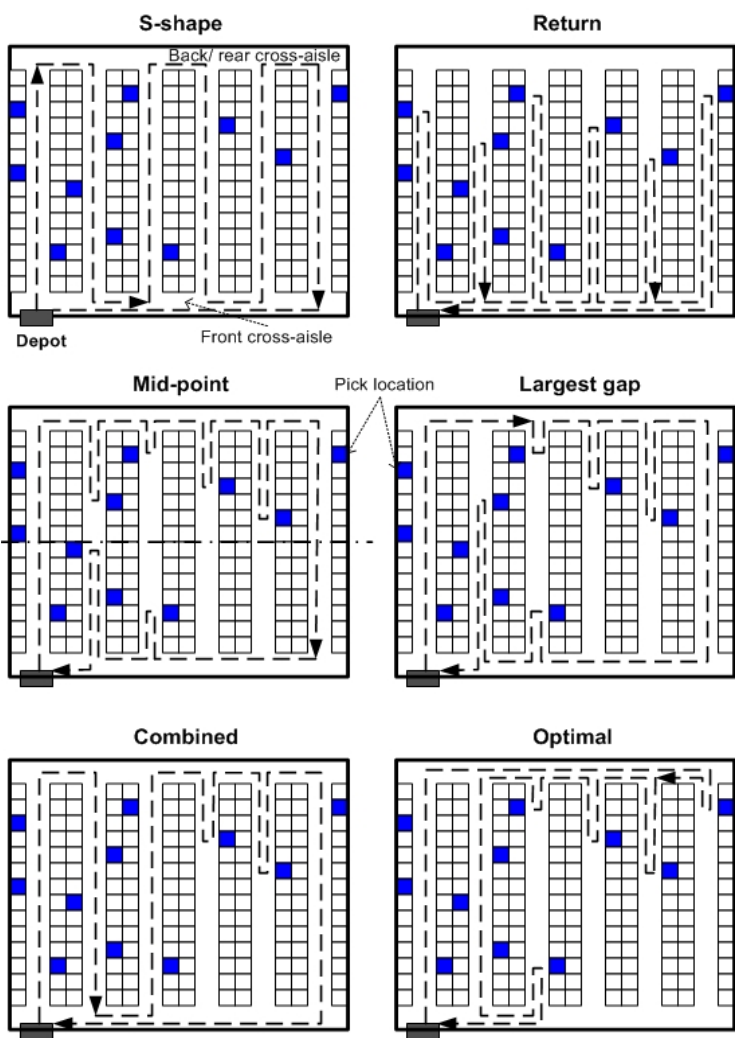 S-shape
Return
Back/ rear cross-aisle
Front cross-aisle
Depot
Mid-point
Pick location
Largest gap
Combined
Optimal